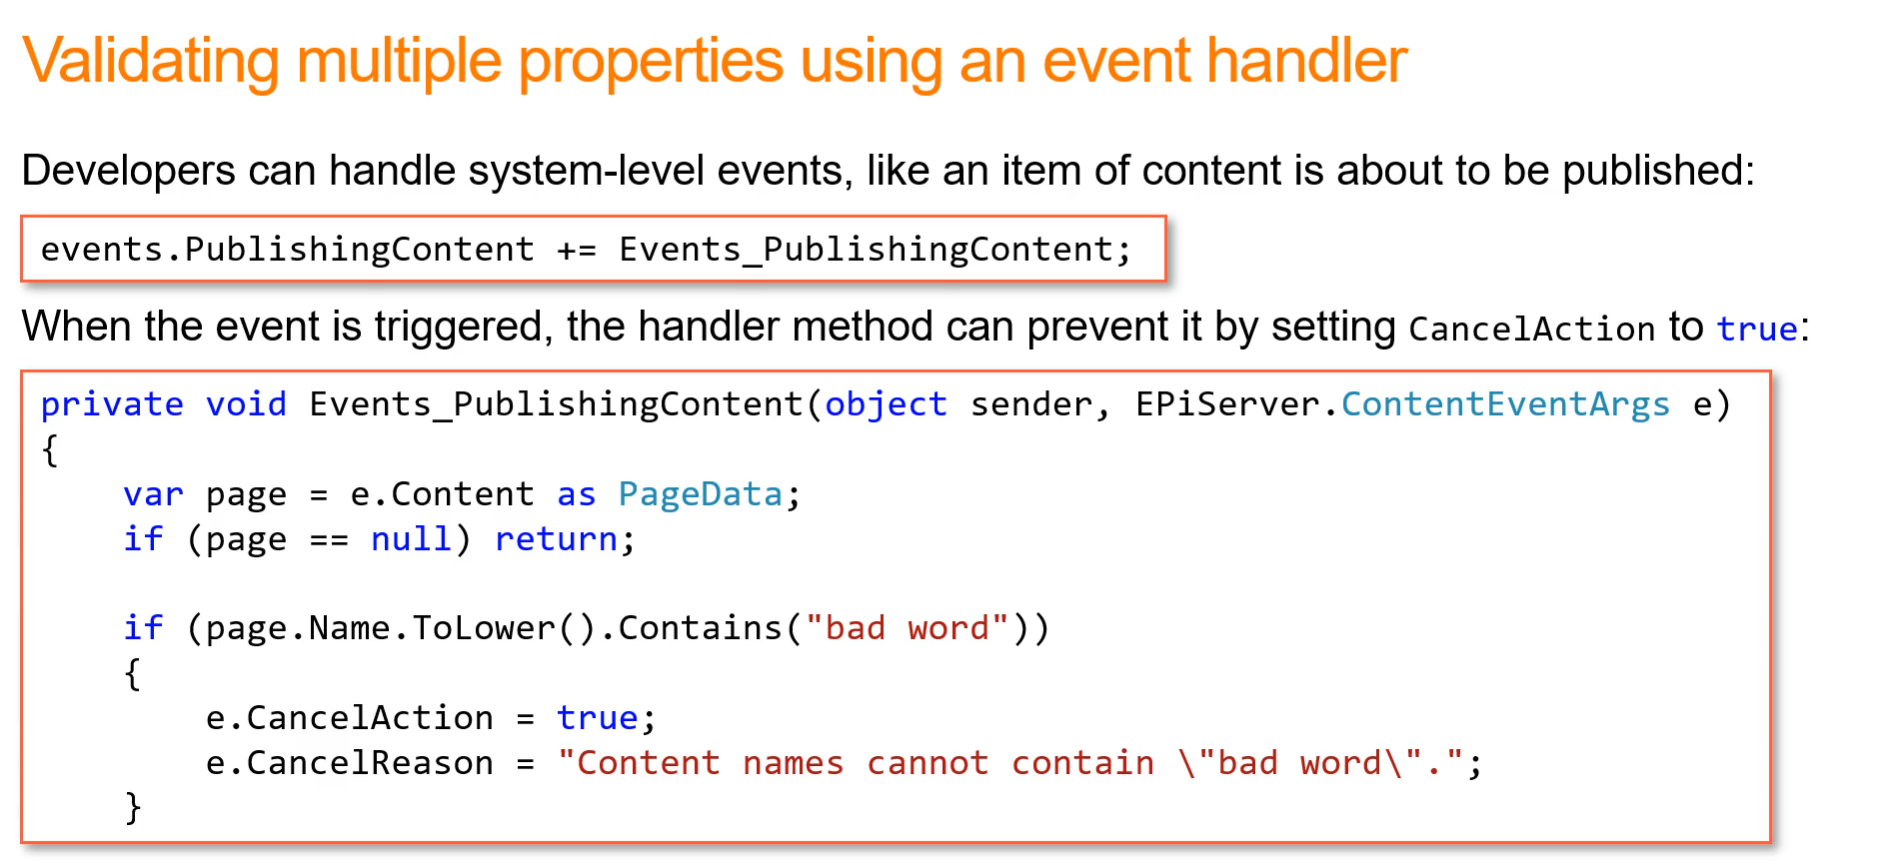 Validating multiple properties using an event handler
Developers can handle system-level events, like an item of content is about to be published:
events.PublishingContent += Events_PublishingContent;
When the event is triggered, the handler method can prevent it by setting CancelAction to true:
private void Events_PublishingContent(object sender, EPiServer.ContentEventArgs e)
{
    var page = e.Content as PageData;
    if (page == null) return;

    if (page.Name.ToLower().Contains("bad word"))
    {
        e.CancelAction = true;
        e.CancelReason = "Content names cannot contain \"bad word\".";
    }